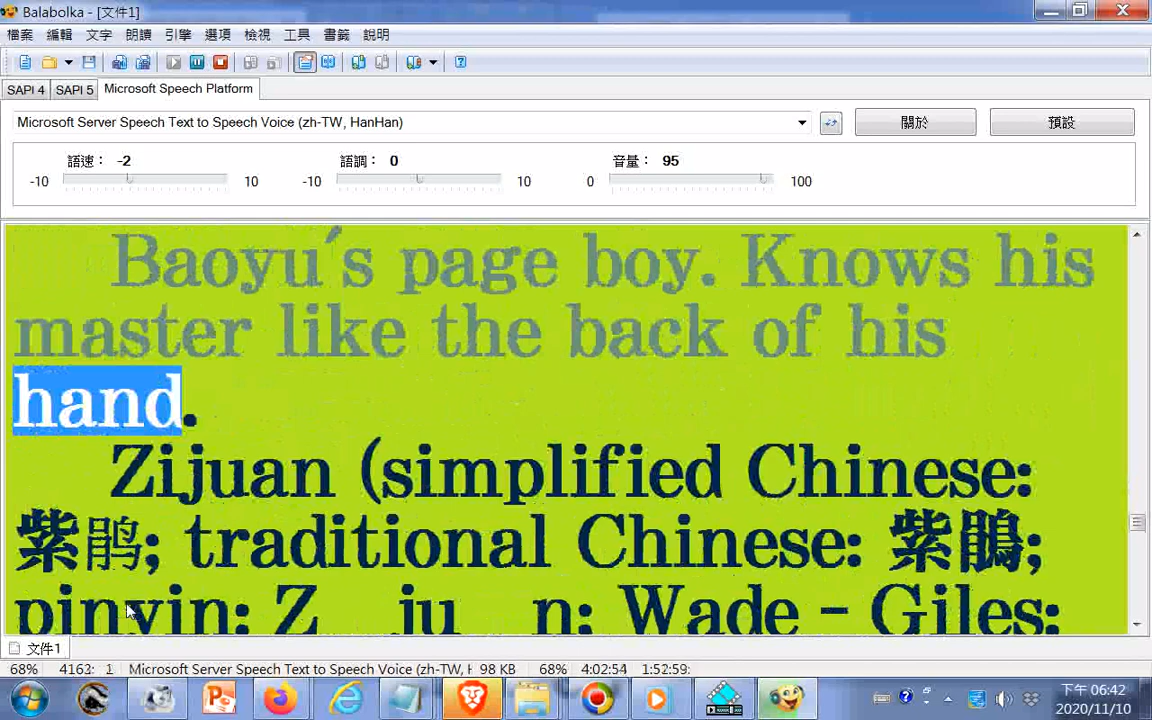 Balabolka - [文件1]
檔案 編輯 文字 朗讀 引擎 選項 檢視 工具 書籤 說明
SAPI 4 SAPI 5 Microsoft Speech Platform
Microsoft Server Speech Text to Speech Voice (zh-TW, HanHan) 關於 預設
語速： -2 語調： 0 音量： 95
-10 10 -10 10 0 100
Baoyu's page boy. Knows his
master like the back of his
hand.
Zijuan (simplified Chinese:
紫鹃; traditional Chinese: 紫鵑;
pinyin: Z ju n; Wade - Giles:
文件1
68% 4163: 1 Microsoft Server Speech Text to Speech Voice (zh-TW, H 98 KB 68% 4:02:54 1:52:59:
下午 06:42
2020/11/10